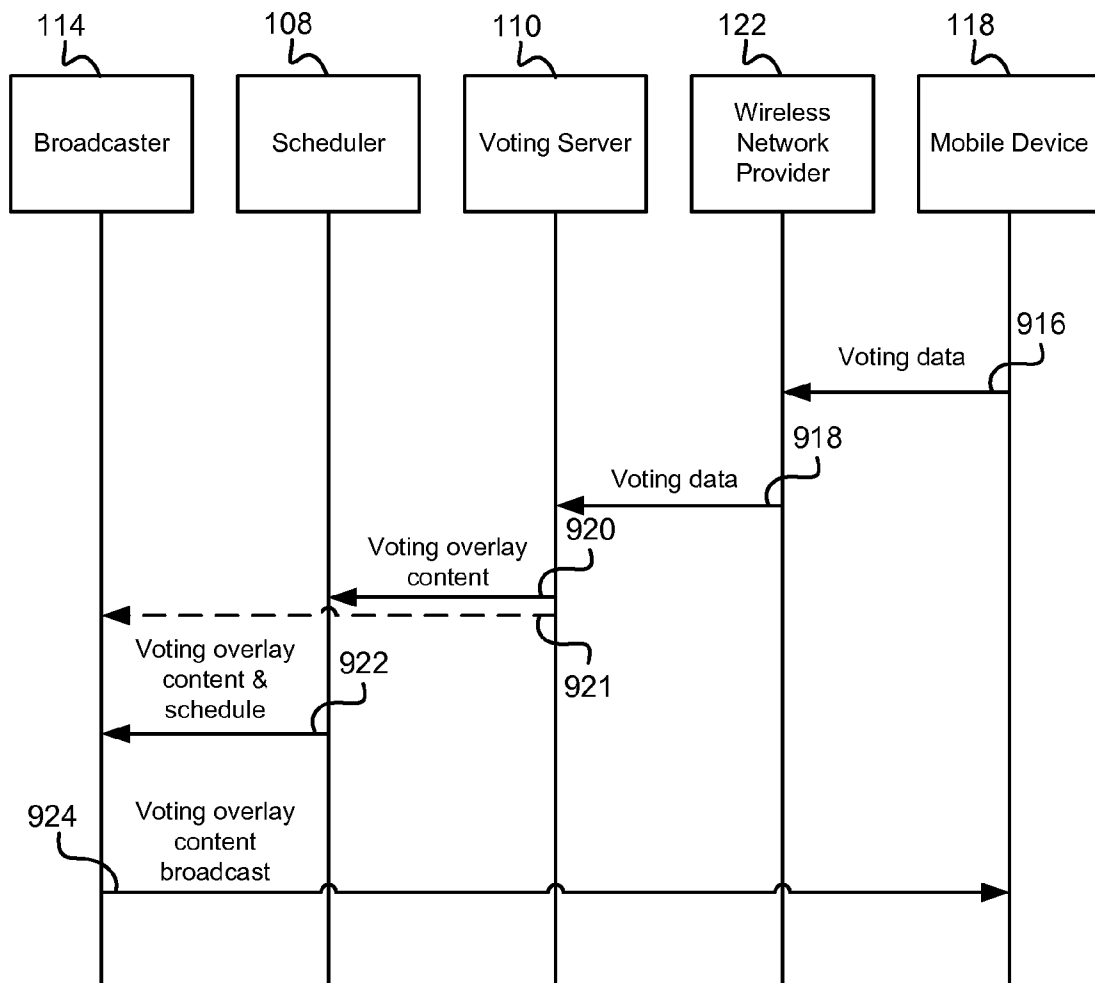 114
108
110
122
118
Broadcaster
Scheduler
Voting Server
Wireless
Network
Provider
Mobile Device
916
Voting data
918
Voting data
920
Voting overlay
content
921
Voting overlay
content &
schedule
922
924
Voting overlay
content
broadcast